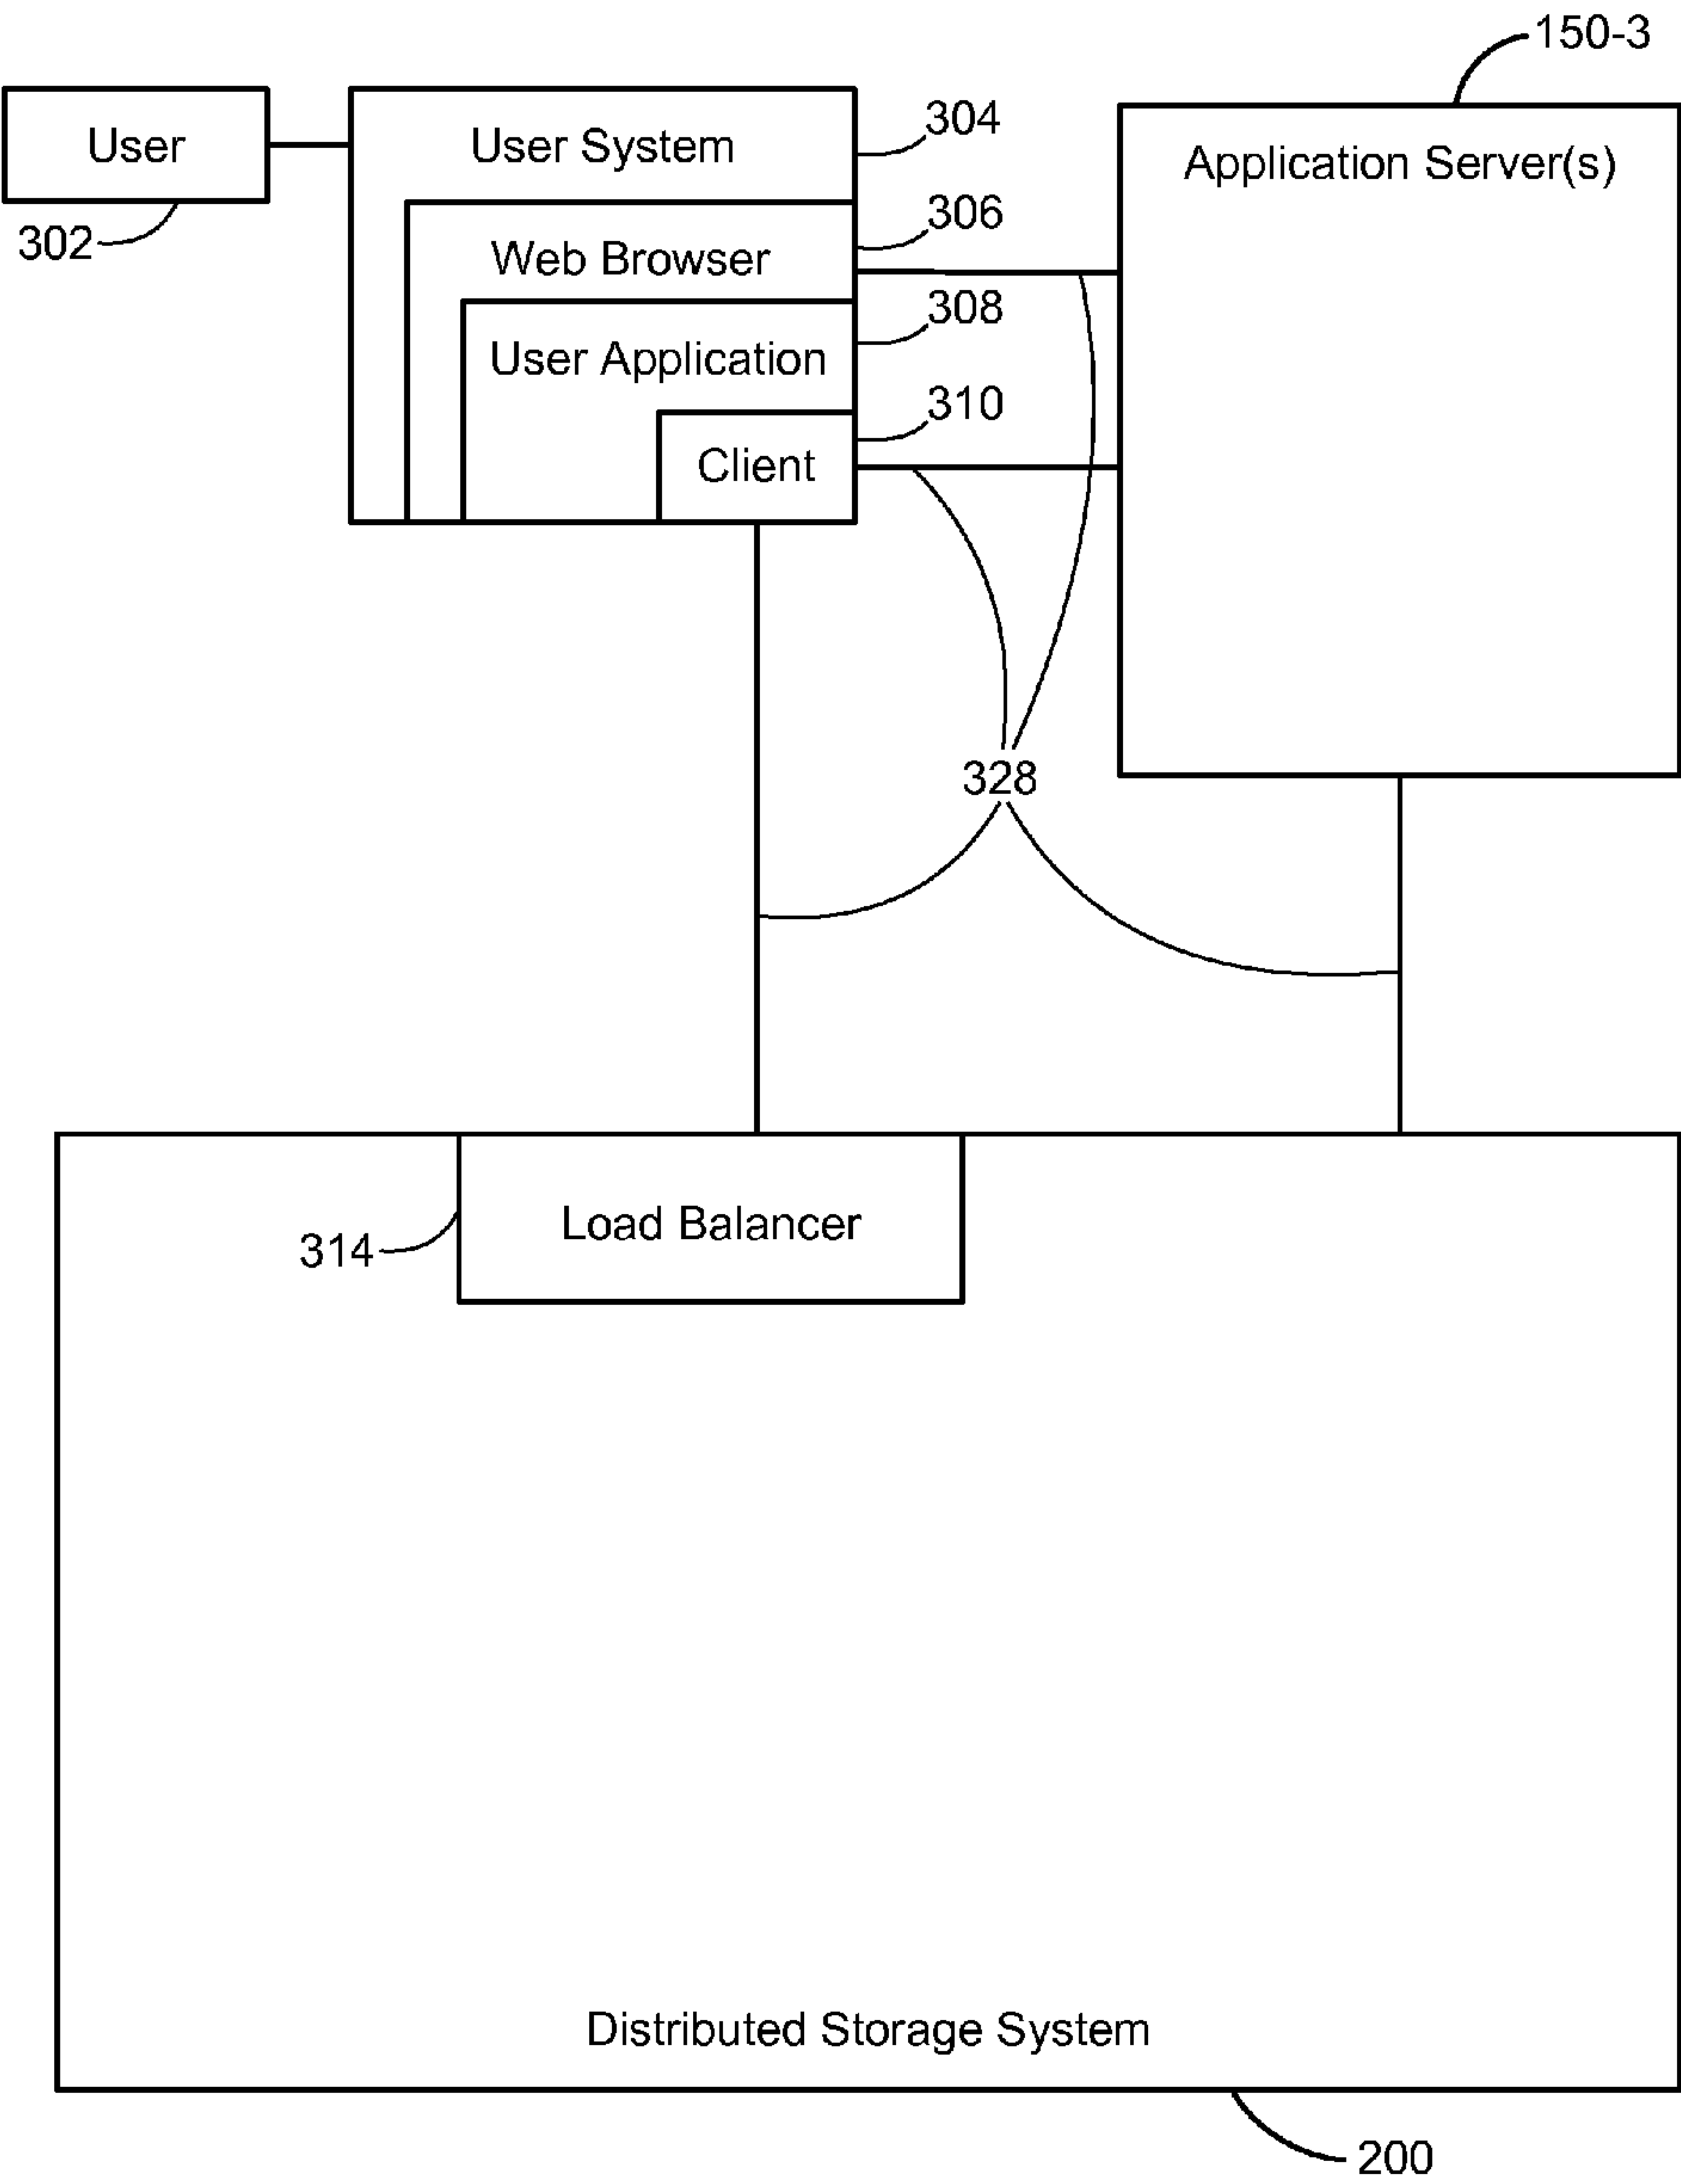 150-3
User
User System
304
Application Server(s)
302
306
Web Browser
308
User Application
310
Client
328
Load Balancer
314
Distributed Storage System
200